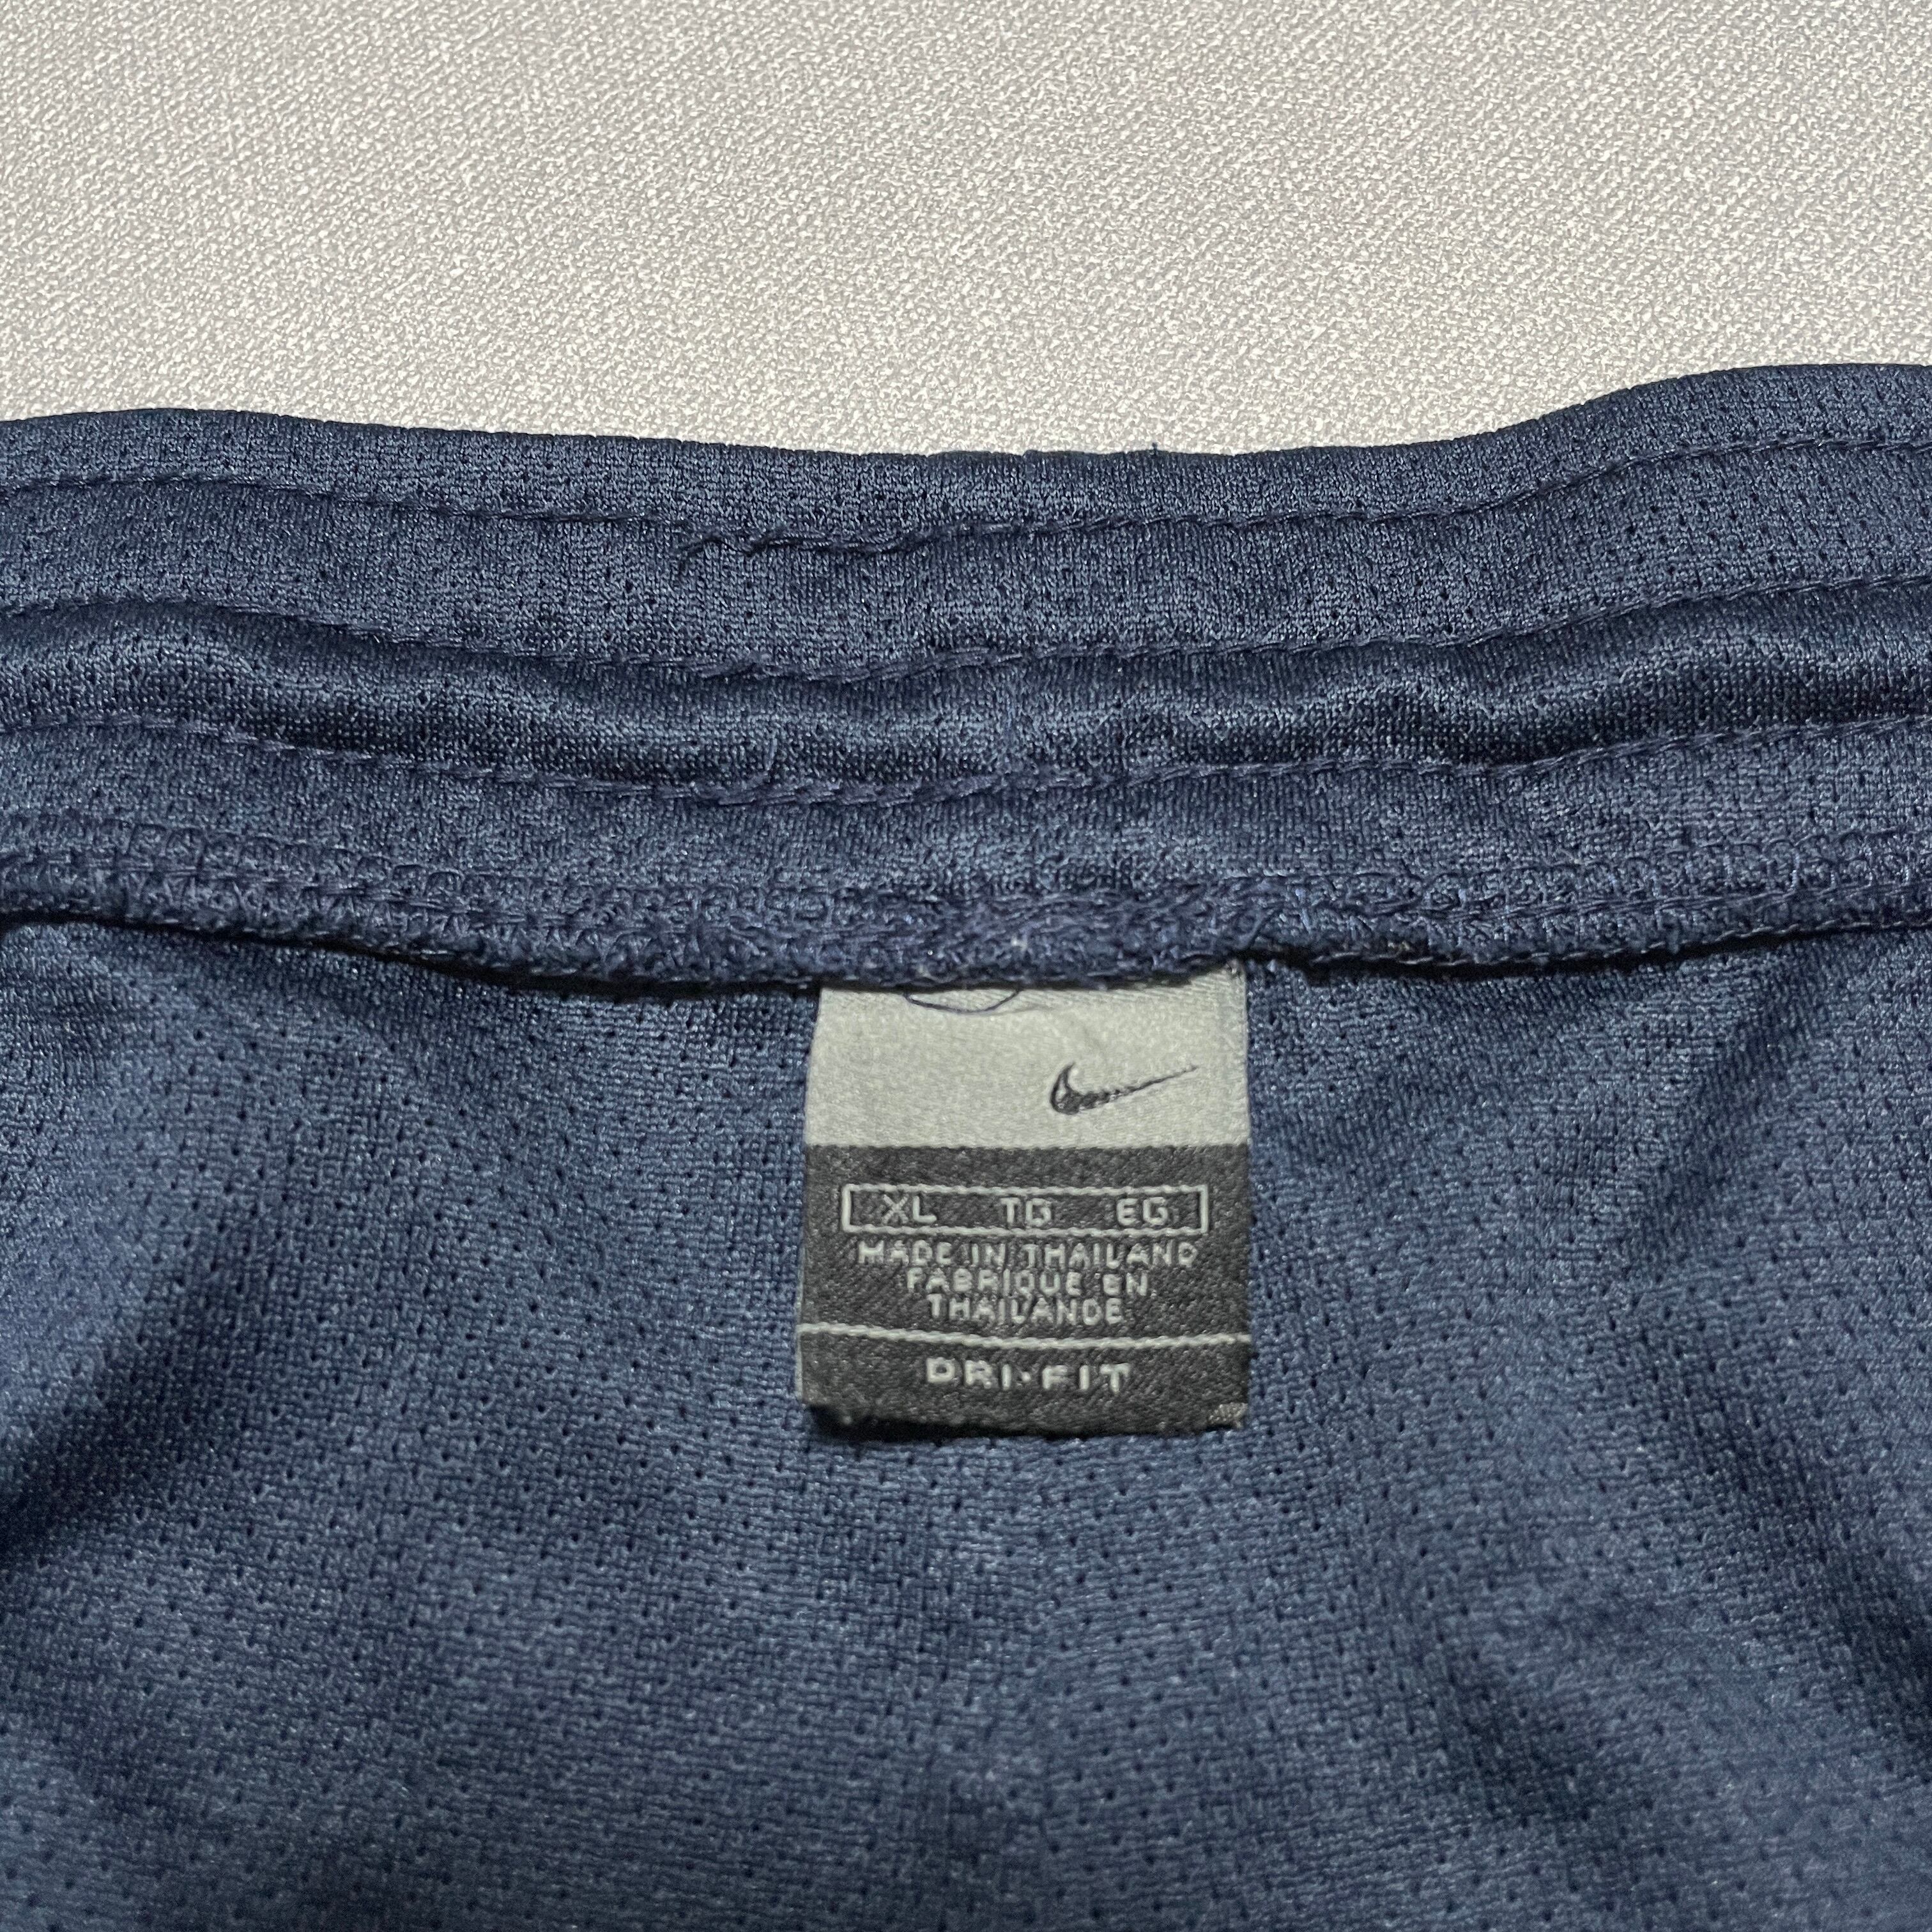 XL TG EG
MADE IN THAILAND
FABRIQUE EN
THAILANDE
DRI-FIT